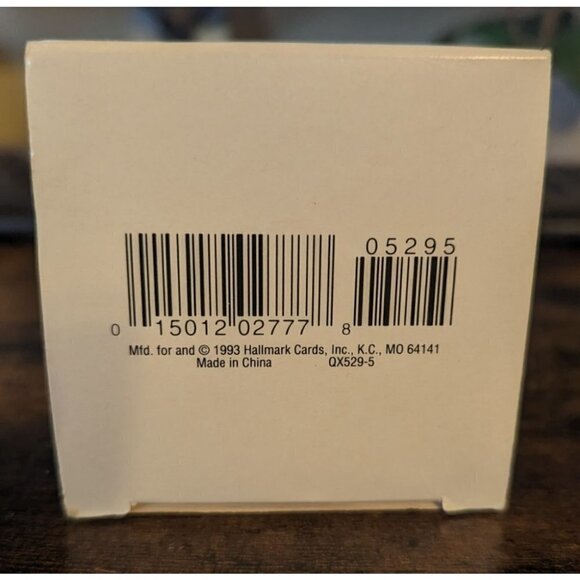 05295
0 15012 02777 8
Mfd. for and © 1993 Hallmark Cards, Inc., K.C., MO 64141
Made in China QX529-5